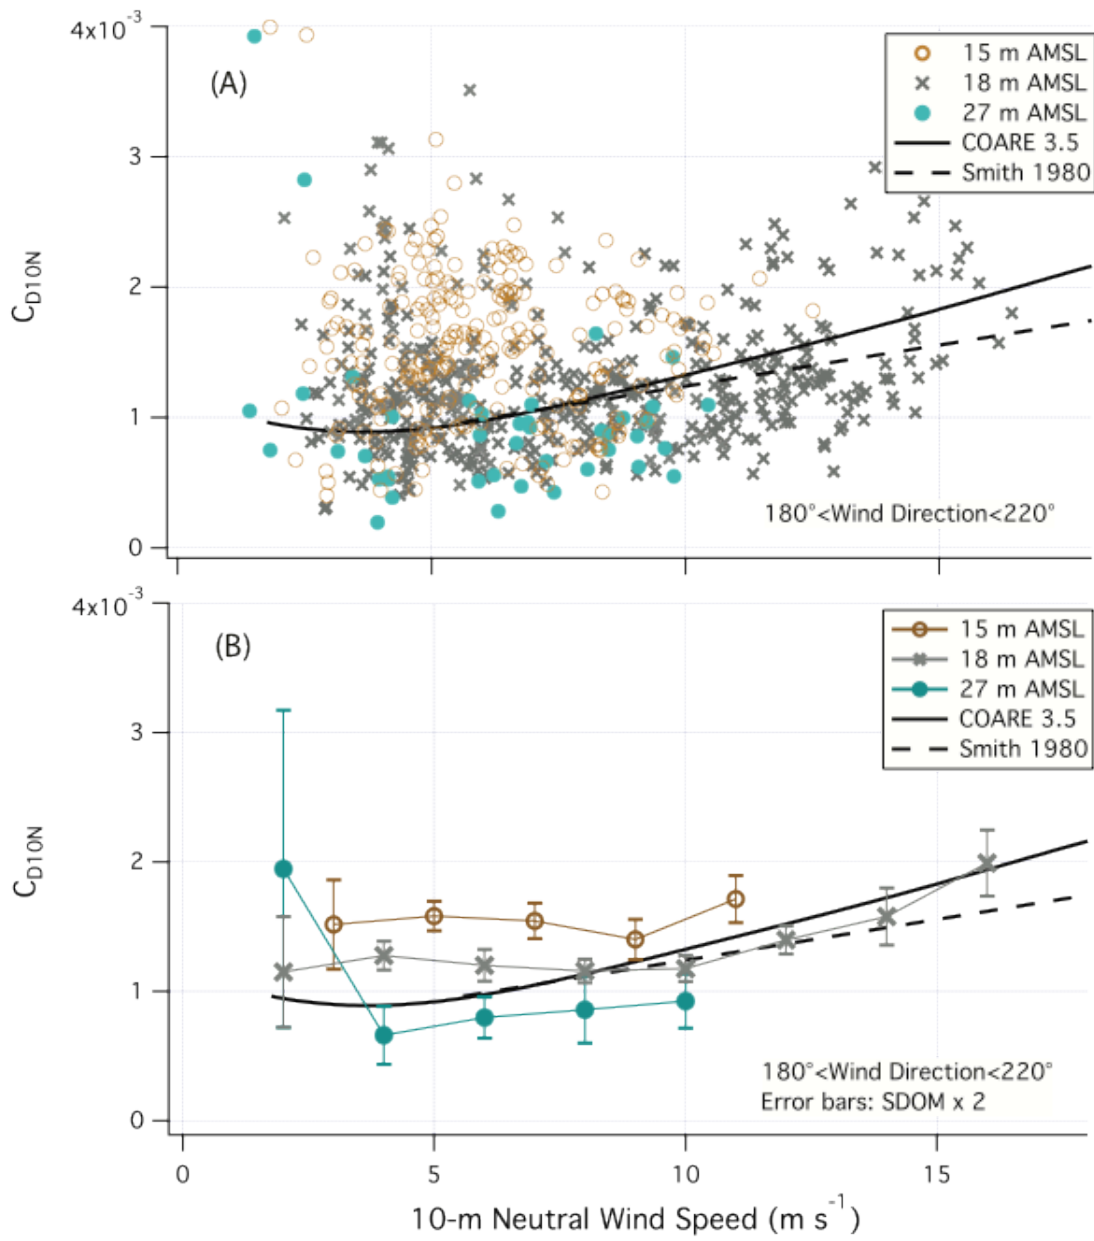 4x10⁻³
(A)
15 m AMSL
18 m AMSL
27 m AMSL
COARE 3.5
Smith 1980
3
C_D10N
2
1
180°<Wind Direction<220°
0
4x10⁻³
(B)
15 m AMSL
18 m AMSL
27 m AMSL
COARE 3.5
Smith 1980
3
C_D10N
2
1
180°<Wind Direction<220°
Error bars: SDOM x 2
0
0 5 10 15
10-m Neutral Wind Speed (m s⁻¹)